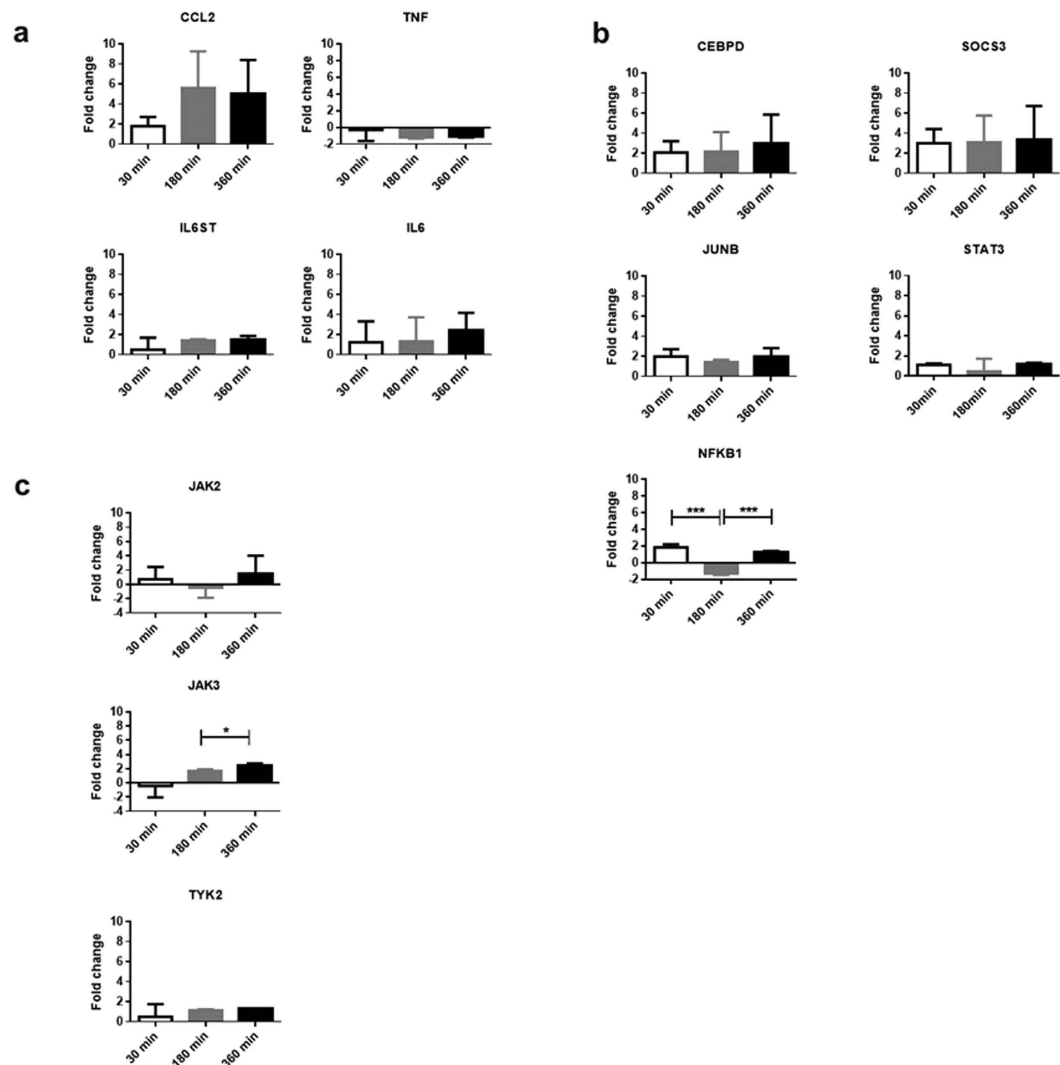 a
CCL2
Fold change
10
8
6
4
2
0
30 min
180 min
360 min
TNF
Fold change
10
8
6
4
2
0
-2
30 min
180 min
360 min
IL6ST
Fold change
10
8
6
4
2
0
30 min
180 min
360 min
IL6
Fold change
10
8
6
4
2
0
30 min
180 min
360 min
b
CEBPD
Fold change
10
8
6
4
2
0
30 min
180 min
360 min
SOCS3
Fold change
10
8
6
4
2
0
30 min
180 min
360 min
JUNB
Fold change
10
8
6
4
2
0
30 min
180 min
360 min
STAT3
Fold change
10
8
6
4
2
0
30min
180min
360min
NFKB1
Fold change
10
8
6
4
2
0
-2
*** ***
30 min
180 min
360 min
c
JAK2
Fold change
10
8
6
4
2
0
-2
-4
30 min
180 min
360 min
JAK3
Fold change
10
8
6
4
2
0
-2
-4
*
30 min
180 min
360 min
TYK2
Fold change
10
8
6
4
2
0
30 min
180 min
360 min